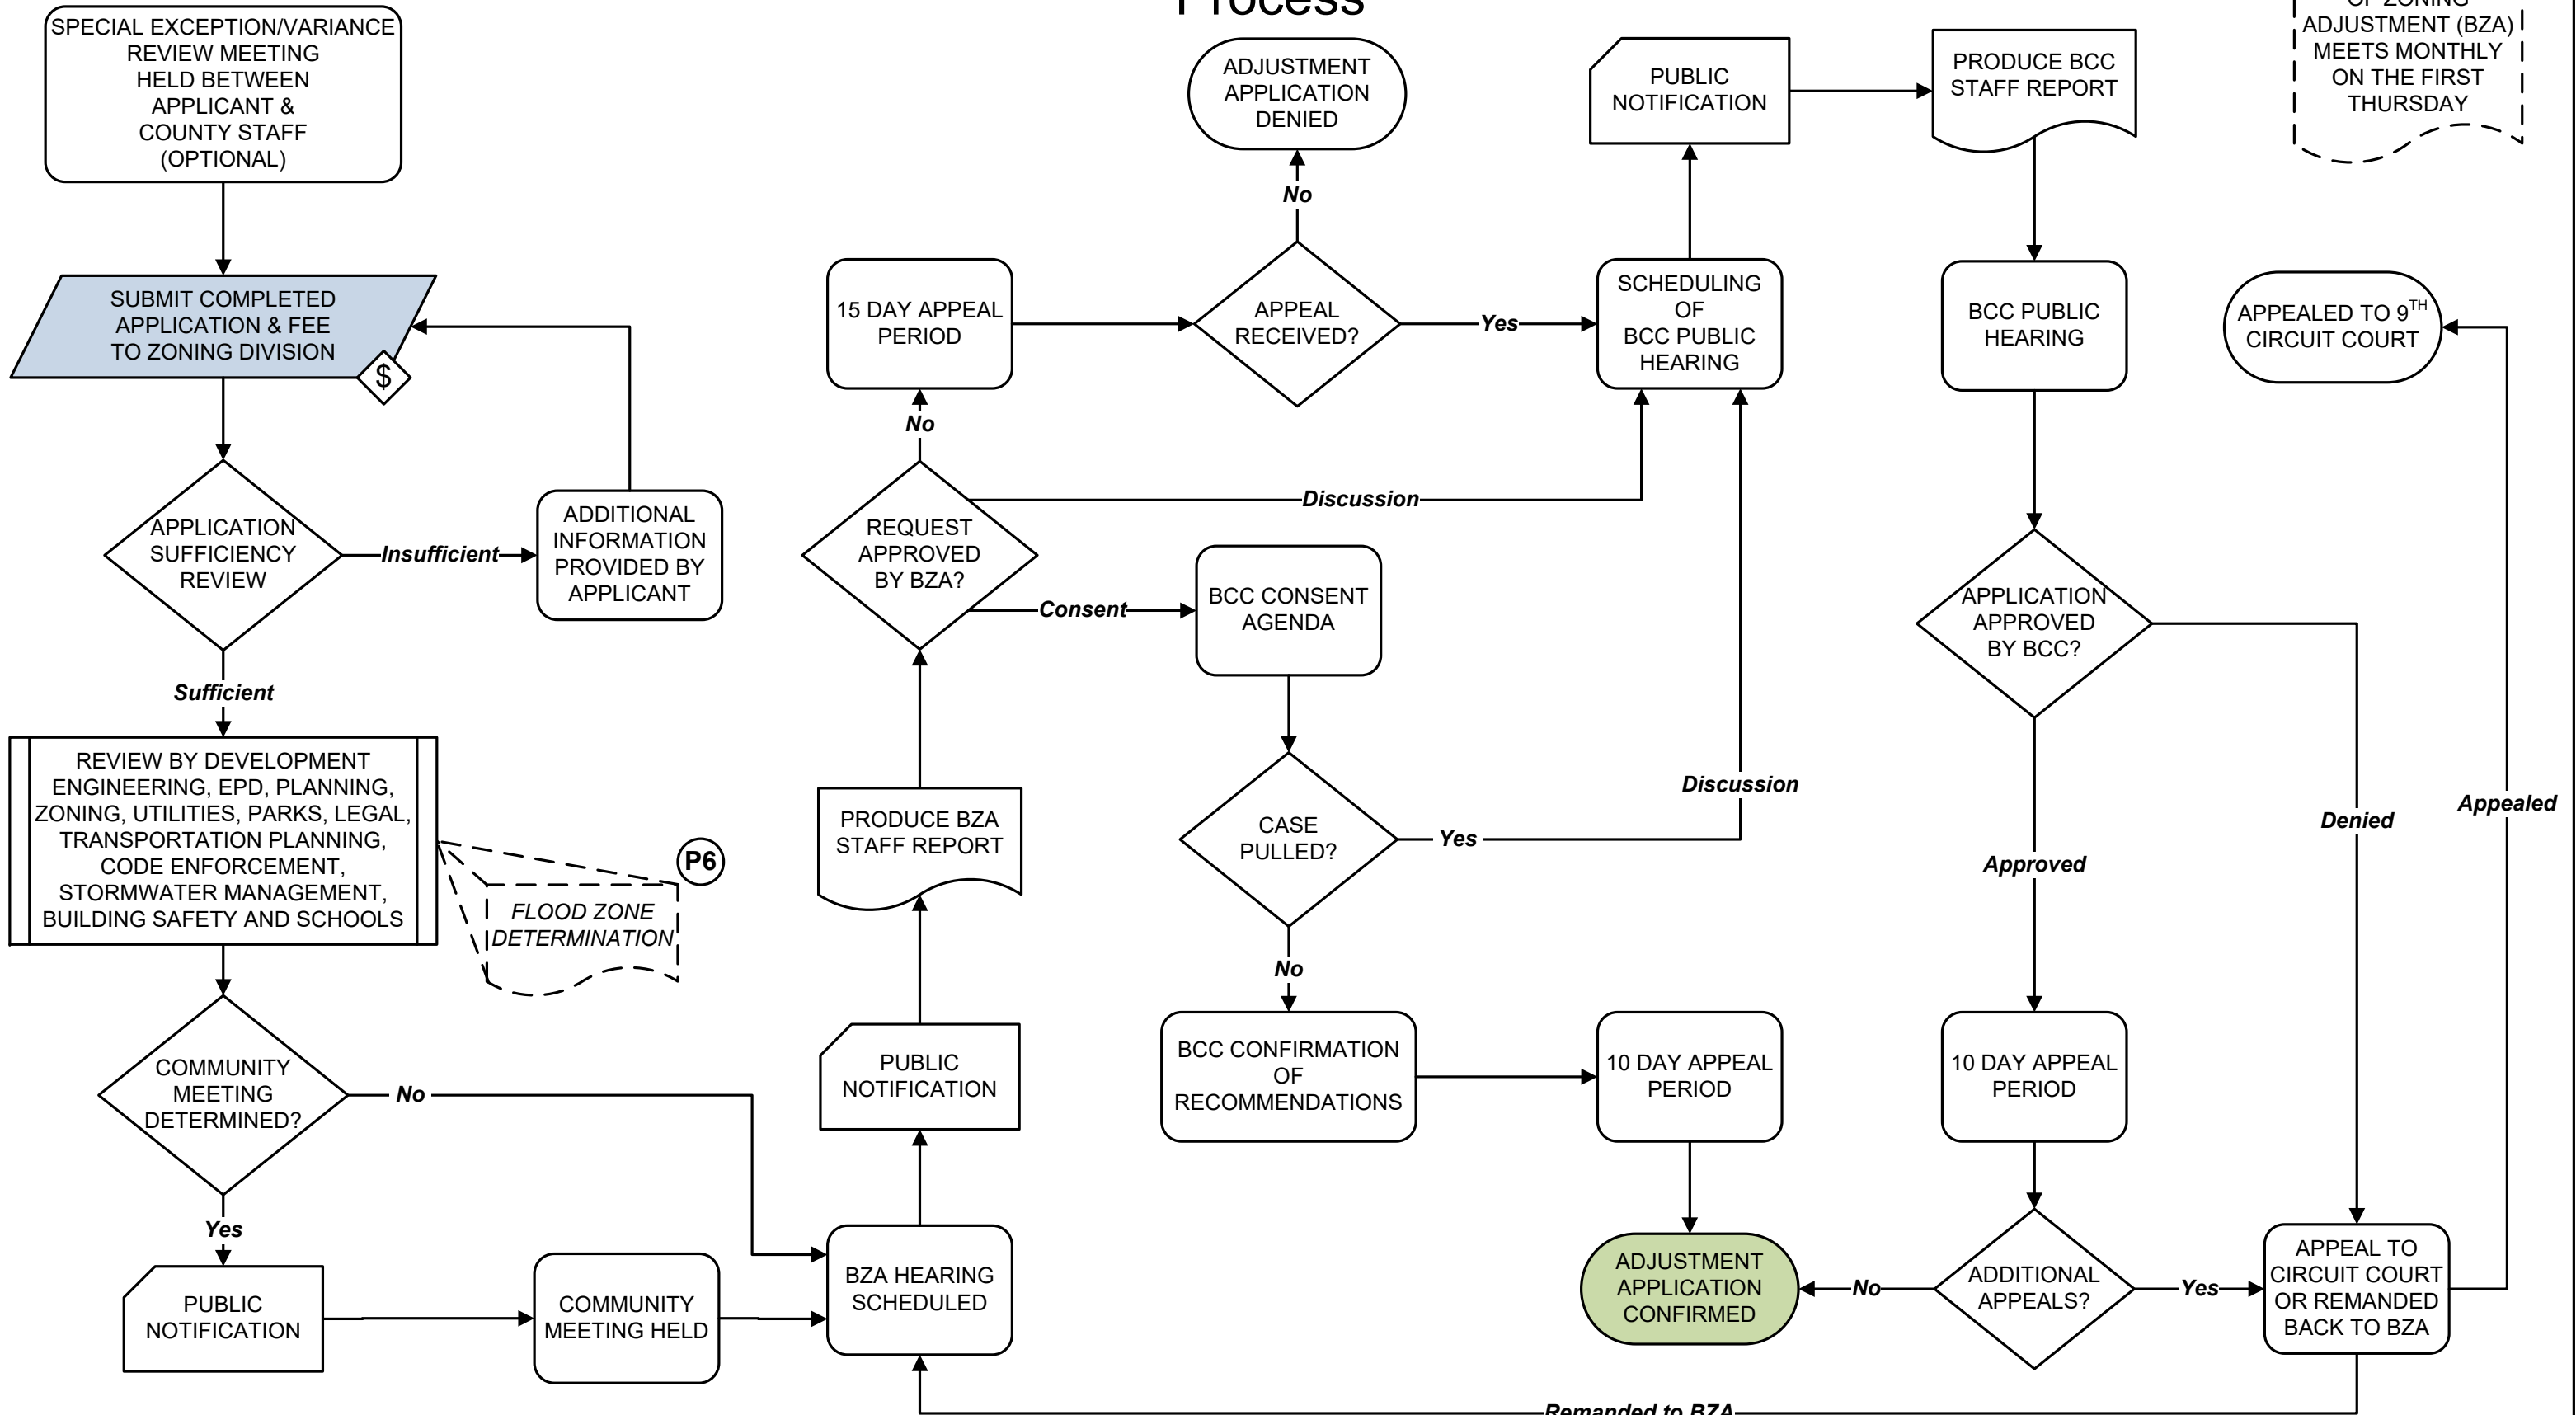 Process
SPECIAL EXCEPTION/VARIANCE
REVIEW MEETING
HELD BETWEEN
APPLICANT &
COUNTY STAFF
(OPTIONAL)
SUBMIT COMPLETED
APPLICATION & FEE
TO ZONING DIVISION
$
APPLICATION
SUFFICIENCY
REVIEW
Insufficient
ADDITIONAL
INFORMATION
PROVIDED BY
APPLICANT
Sufficient
REVIEW BY DEVELOPMENT
ENGINEERING, EPD, PLANNING,
ZONING, UTILITIES, PARKS, LEGAL,
TRANSPORTATION PLANNING,
CODE ENFORCEMENT,
STORMWATER MANAGEMENT,
BUILDING SAFETY AND SCHOOLS
P6
FLOOD ZONE
DETERMINATION
COMMUNITY
MEETING
DETERMINED?
No
Yes
PUBLIC
NOTIFICATION
COMMUNITY
MEETING HELD
BZA HEARING
SCHEDULED
PUBLIC
NOTIFICATION
PRODUCE BZA
STAFF REPORT
REQUEST
APPROVED
BY BZA?
No
Discussion
Consent
15 DAY APPEAL
PERIOD
APPEAL
RECEIVED?
No
Yes
ADJUSTMENT
APPLICATION
DENIED
BCC CONSENT
AGENDA
CASE
PULLED?
Yes
Discussion
No
BCC CONFIRMATION
OF
RECOMMENDATIONS
10 DAY APPEAL
PERIOD
ADJUSTMENT
APPLICATION
CONFIRMED
SCHEDULING
OF
BCC PUBLIC
HEARING
PUBLIC
NOTIFICATION
PRODUCE BCC
STAFF REPORT
BCC PUBLIC
HEARING
APPLICATION
APPROVED
BY BCC?
Approved
Denied
10 DAY APPEAL
PERIOD
ADDITIONAL
APPEALS?
No
Yes
APPEAL TO
CIRCUIT COURT
OR REMANDED
BACK TO BZA
Appealed
APPEALED TO 9TH
CIRCUIT COURT
Remanded to BZA
OF ZONING
ADJUSTMENT (BZA)
MEETS MONTHLY
ON THE FIRST
THURSDAY